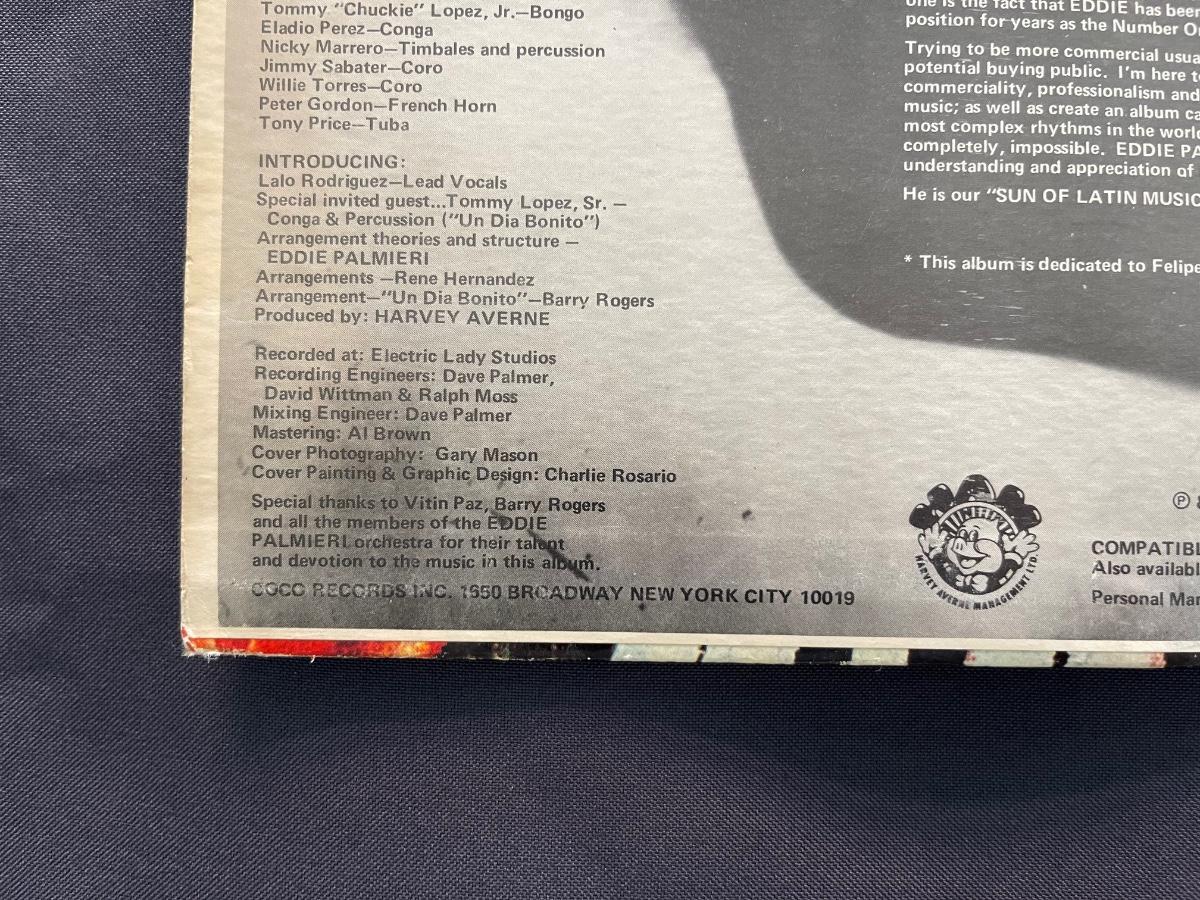 Tommy "Chuckie" Lopez, Jr.—Bongo
Eladio Perez—Conga
Nicky Marrero—Timbales and percussion
Jimmy Sabater—Coro
Willie Torres—Coro
Peter Gordon—French Horn
Tony Price—Tuba
INTRODUCING:
Lalo Rodriguez—Lead Vocals
Special invited guest...Tommy Lopez, Sr. —
Conga & Percussion ("Un Dia Bonito")
Arrangement theories and structure —
EDDIE PALMIERI
Arrangements —Rene Hernandez
Arrangement—"Un Dia Bonito"—Barry Rogers
Produced by: HARVEY AVERNE
Recorded at: Electric Lady Studios
Recording Engineers: Dave Palmer,
David Wittman & Ralph Moss
Mixing Engineer: Dave Palmer
Mastering: Al Brown
Cover Photography: Gary Mason
Cover Painting & Graphic Design: Charlie Rosario
Special thanks to Vitin Paz, Barry Rogers
and all the members of the EDDIE
PALMIERI orchestra for their talent
and devotion to the music in this album.
COCO RECORDS INC. 1650 BROADWAY NEW YORK CITY 10019
one is the fact that EDDIE has been
position for years as the Number
Trying to be more commercial
potential buying public. I'm here
commerciality, professionalism and
music; as well as create an album
most complex rhythms in the
completely, impossible. EDDIE
understanding and appreciation of
He is our "SUN OF LATIN MUSIC
* This album is dedicated to Felipe
HARVEY AVERNE MANAGEMENT LTD.
℗
COMPATIBL
Also availabl
Personal